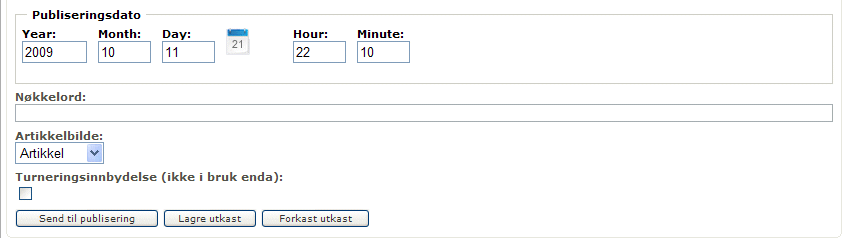 Publiseringsdato
Year: Month: Day: Hour: Minute:
2009 10 11 21 22 10
Nøkkelord:
Artikkelbilde:
Artikkel
Turneringsinnbydelse (ikke i bruk enda):
Send til publisering Lagre utkast Forkast utkast